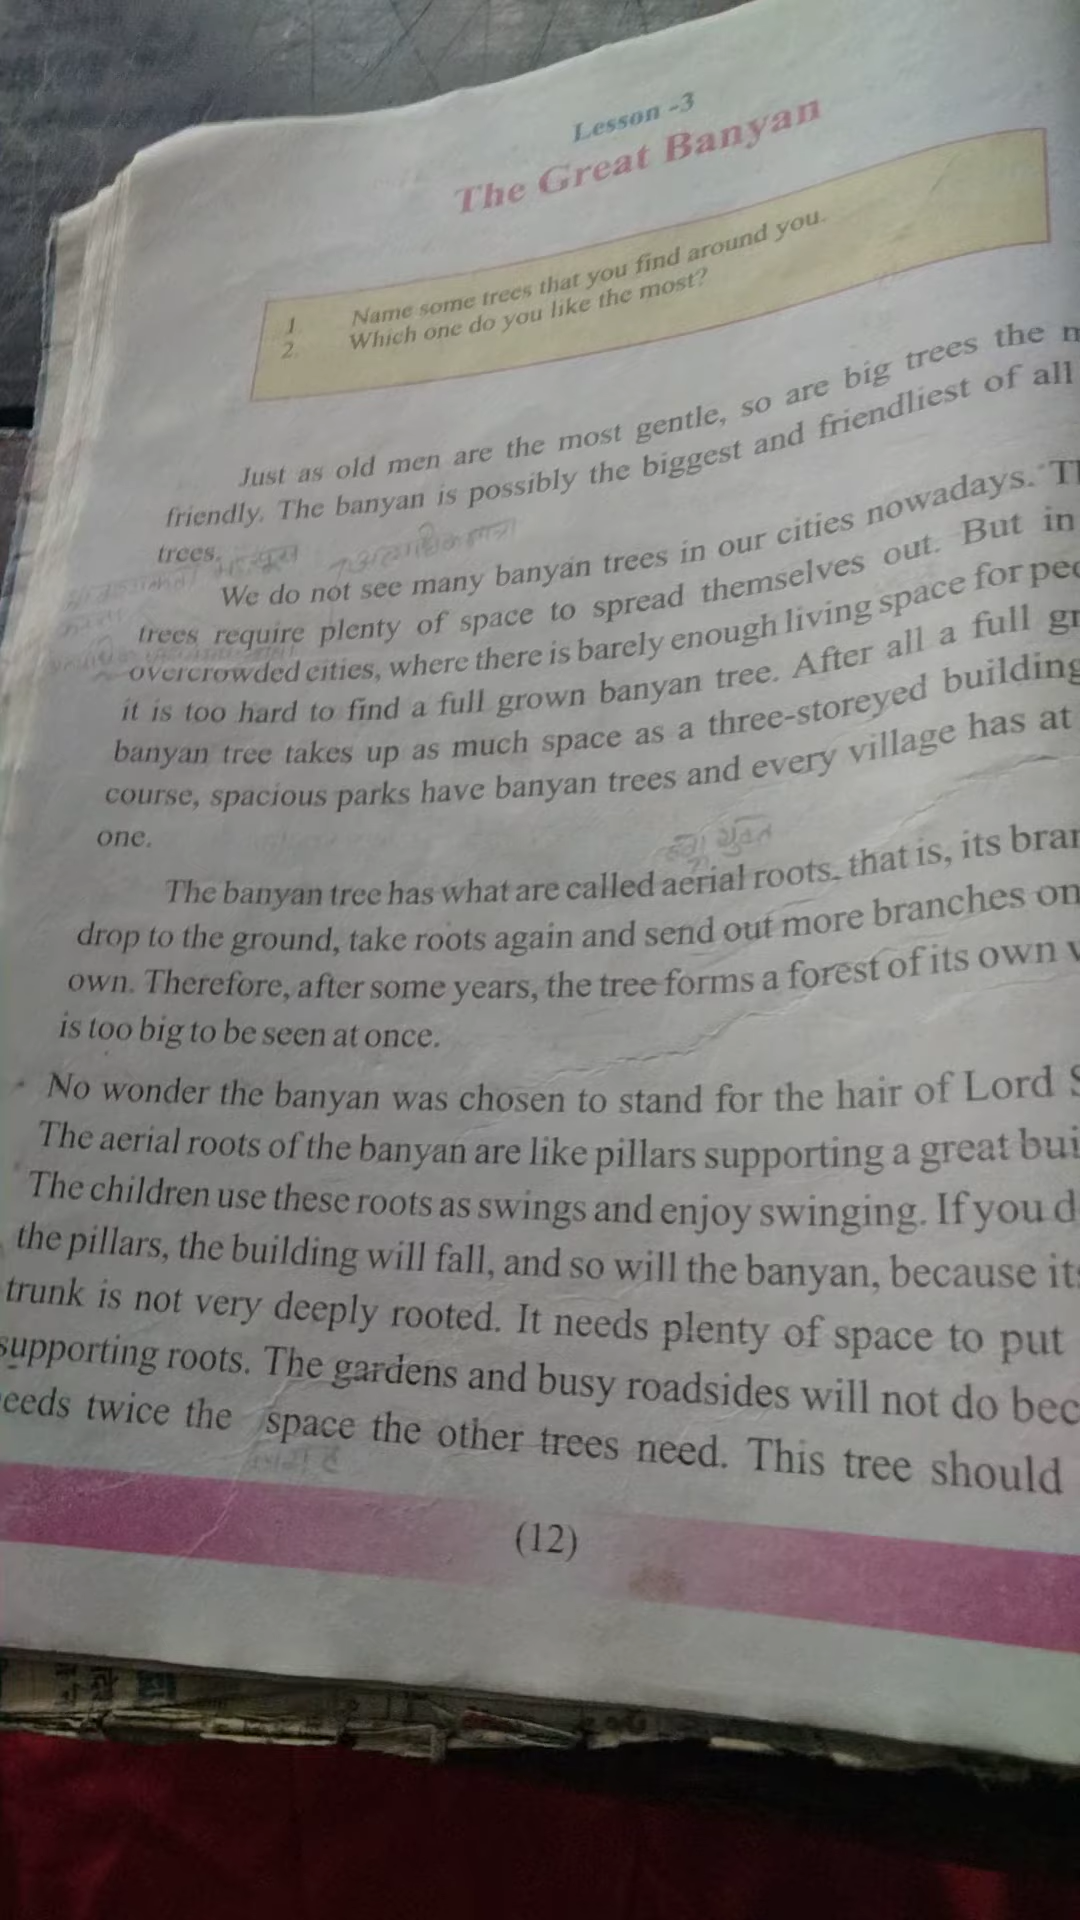 Lesson -3
The Great Banyan
1 Name some trees that you find around you.
2. Which one do you like the most?
Just as old men are the most gentle, so are big trees the
friendly. The banyan is possibly the biggest and friendliest of all
trees.
We do not see many banyan trees in our cities nowadays.
trees require plenty of space to spread themselves out. But in
overcrowded cities, where there is barely enough living space for
it is too hard to find a full grown banyan tree. After all a full
banyan tree takes up as much space as a three-storeyed building
course, spacious parks have banyan trees and every village has at
one.
वायुगत
The banyan tree has what are called aerial roots, that is, its
drop to the ground, take roots again and send out more branches on
own. Therefore, after some years, the tree forms a forest of its own
is too big to be seen at once.
No wonder the banyan was chosen to stand for the hair of Lord
The aerial roots of the banyan are like pillars supporting a great
The children use these roots as swings and enjoy swinging. If you
the pillars, the building will fall, and so will the banyan, because
trunk is not very deeply rooted. It needs plenty of space to put
supporting roots. The gardens and busy roadsides will not do
eeds twice the space the other trees need. This tree should
(12)